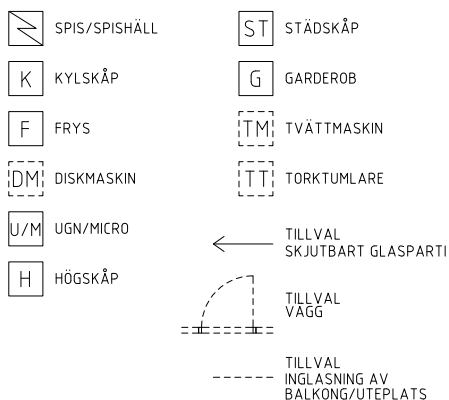 SPIS/SPISHÄLL
K KYLSKÅP
F FRYS
DM DISKMASKIN
U/M UGN/MICRO
H HÖGSKÅP
ST STÄDSKÅP
G GARDEROB
TM TVÄTTMASKIN
TT TORKTUMLARE
TILLVAL
SKJUTBART GLASPARTI
TILLVAL
VÄGG
TILLVAL
INGLASNING AV
BALKONG/UTEPLATS